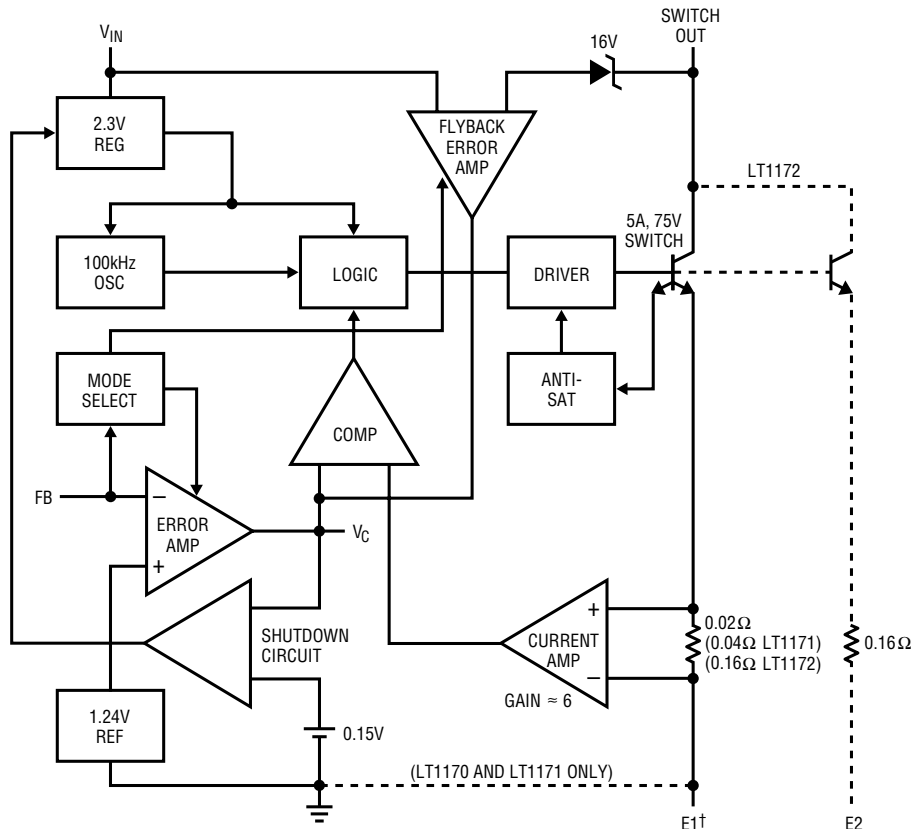 SWITCH
OUT
V_IN
16V
2.3V
REG
FLYBACK
ERROR
AMP
LT1172
5A, 75V
SWITCH
100kHz
OSC
LOGIC
DRIVER
MODE
SELECT
ANTI-
SAT
COMP
FB
−
ERROR
AMP
+
V_C
SHUTDOWN
CIRCUIT
+
CURRENT
AMP
−
GAIN ≈ 6
0.02Ω
(0.04Ω LT1171)
(0.16Ω LT1172)
0.16Ω
1.24V
REF
0.15V
(LT1170 AND LT1171 ONLY)
E1†
E2